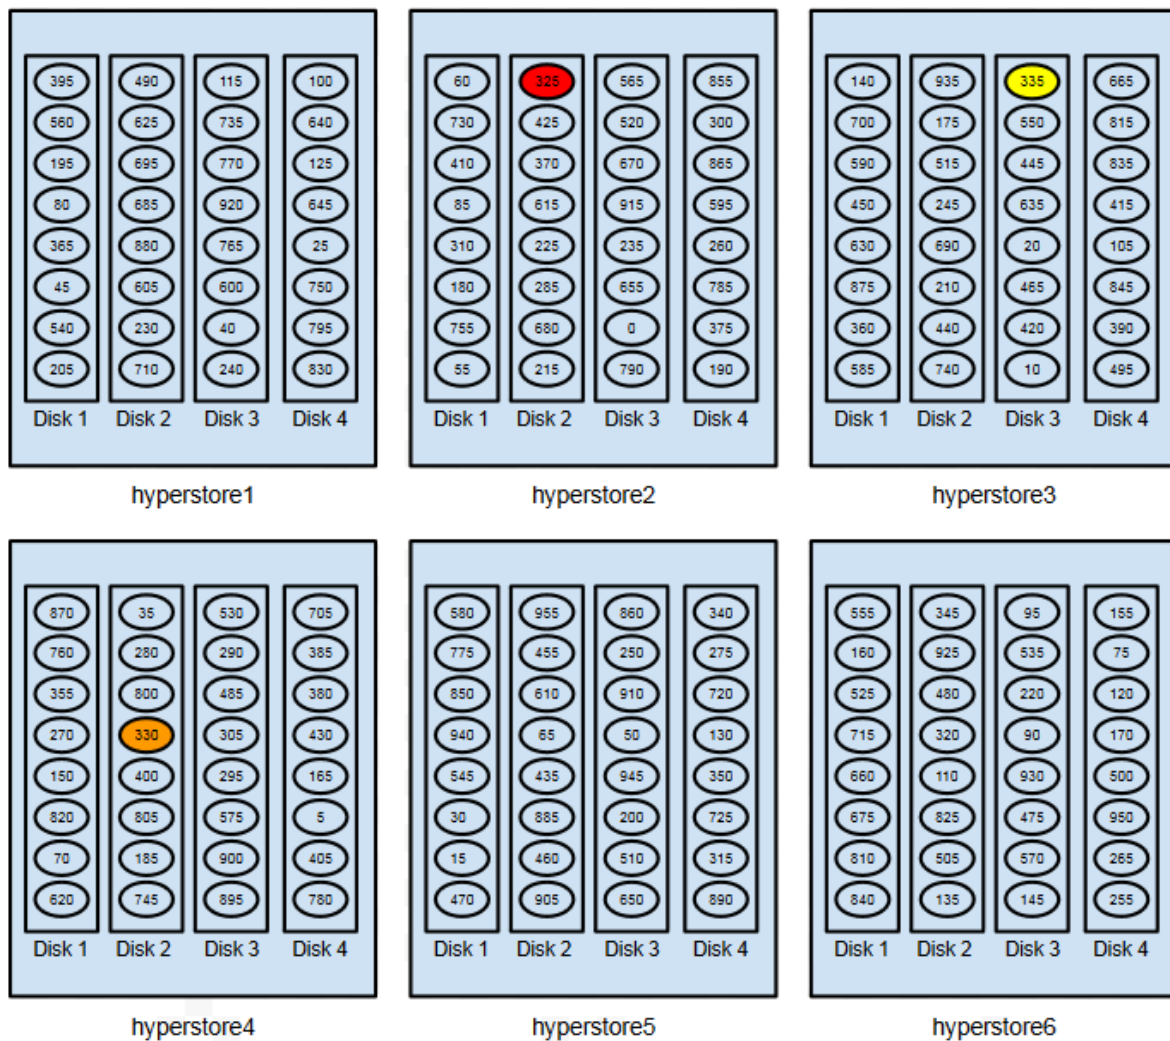 395 490 115 100 60 325 565 855 140 935 335 665
560 625 735 640 730 425 520 300 700 175 550 815
195 695 770 125 410 370 670 865 590 515 445 835
80 685 920 645 85 615 915 595 450 245 635 415
365 880 765 25 310 225 235 260 630 690 20 105
45 605 600 750 180 285 655 785 875 210 465 845
540 230 40 795 755 680 0 375 360 440 420 390
205 710 240 830 55 215 790 190 585 740 10 495
Disk 1 Disk 2 Disk 3 Disk 4 Disk 1 Disk 2 Disk 3 Disk 4 Disk 1 Disk 2 Disk 3 Disk 4
hyperstore1 hyperstore2 hyperstore3
870 35 530 705 580 955 860 340 555 345 95 155
760 280 290 385 775 455 250 275 160 925 535 75
355 800 485 380 850 610 910 720 525 480 220 120
270 330 305 430 940 65 50 130 715 320 90 170
150 400 295 165 545 435 945 350 660 110 930 500
820 805 575 5 30 885 200 725 675 825 475 950
70 185 900 405 15 460 510 315 810 505 570 265
620 745 895 780 470 905 650 890 840 135 145 255
Disk 1 Disk 2 Disk 3 Disk 4 Disk 1 Disk 2 Disk 3 Disk 4 Disk 1 Disk 2 Disk 3 Disk 4
hyperstore4 hyperstore5 hyperstore6